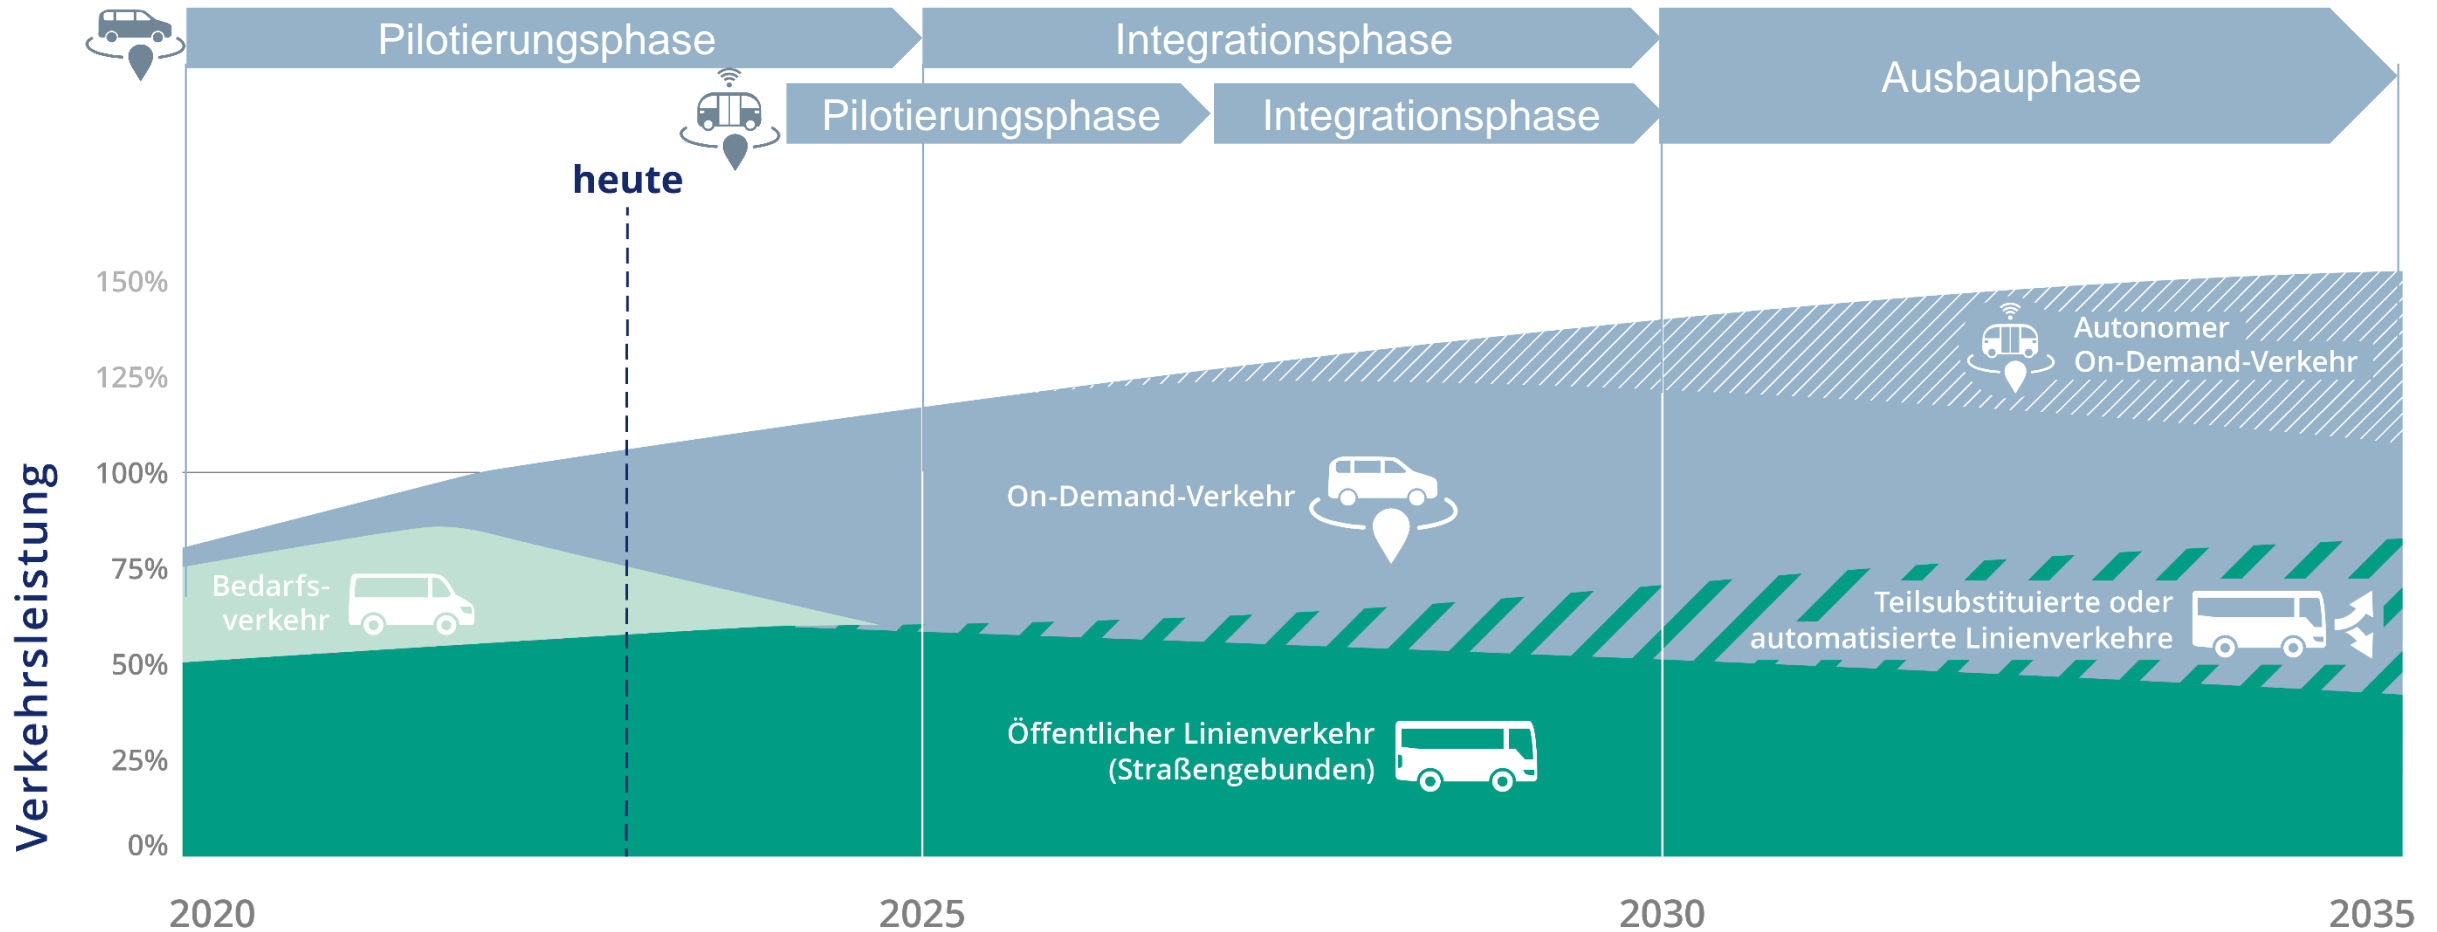 Pilotierungsphase
Integrationsphase
Ausbauphase
Pilotierungsphase
Integrationsphase
heute
150%
125%
100%
75%
50%
25%
0%
Verkehrsleistung
Autonomer
On-Demand-Verkehr
On-Demand-Verkehr
Bedarfs-
verkehr
Teilsubstituierte oder
automatisierte Linienverkehre
Öffentlicher Linienverkehr
(Straßengebunden)
2020
2025
2030
2035